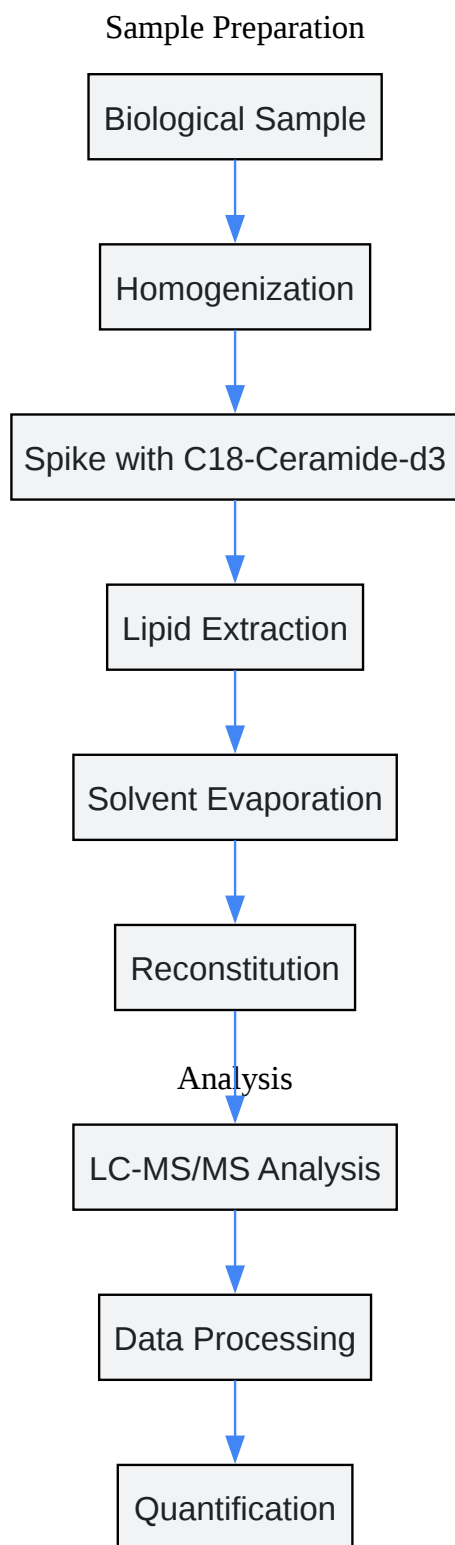 Sample Preparation
Biological Sample
Homogenization
Spike with C18-Ceramide-d3
Lipid Extraction
Solvent Evaporation
Reconstitution
Analysis
LC-MS/MS Analysis
Data Processing
Quantification